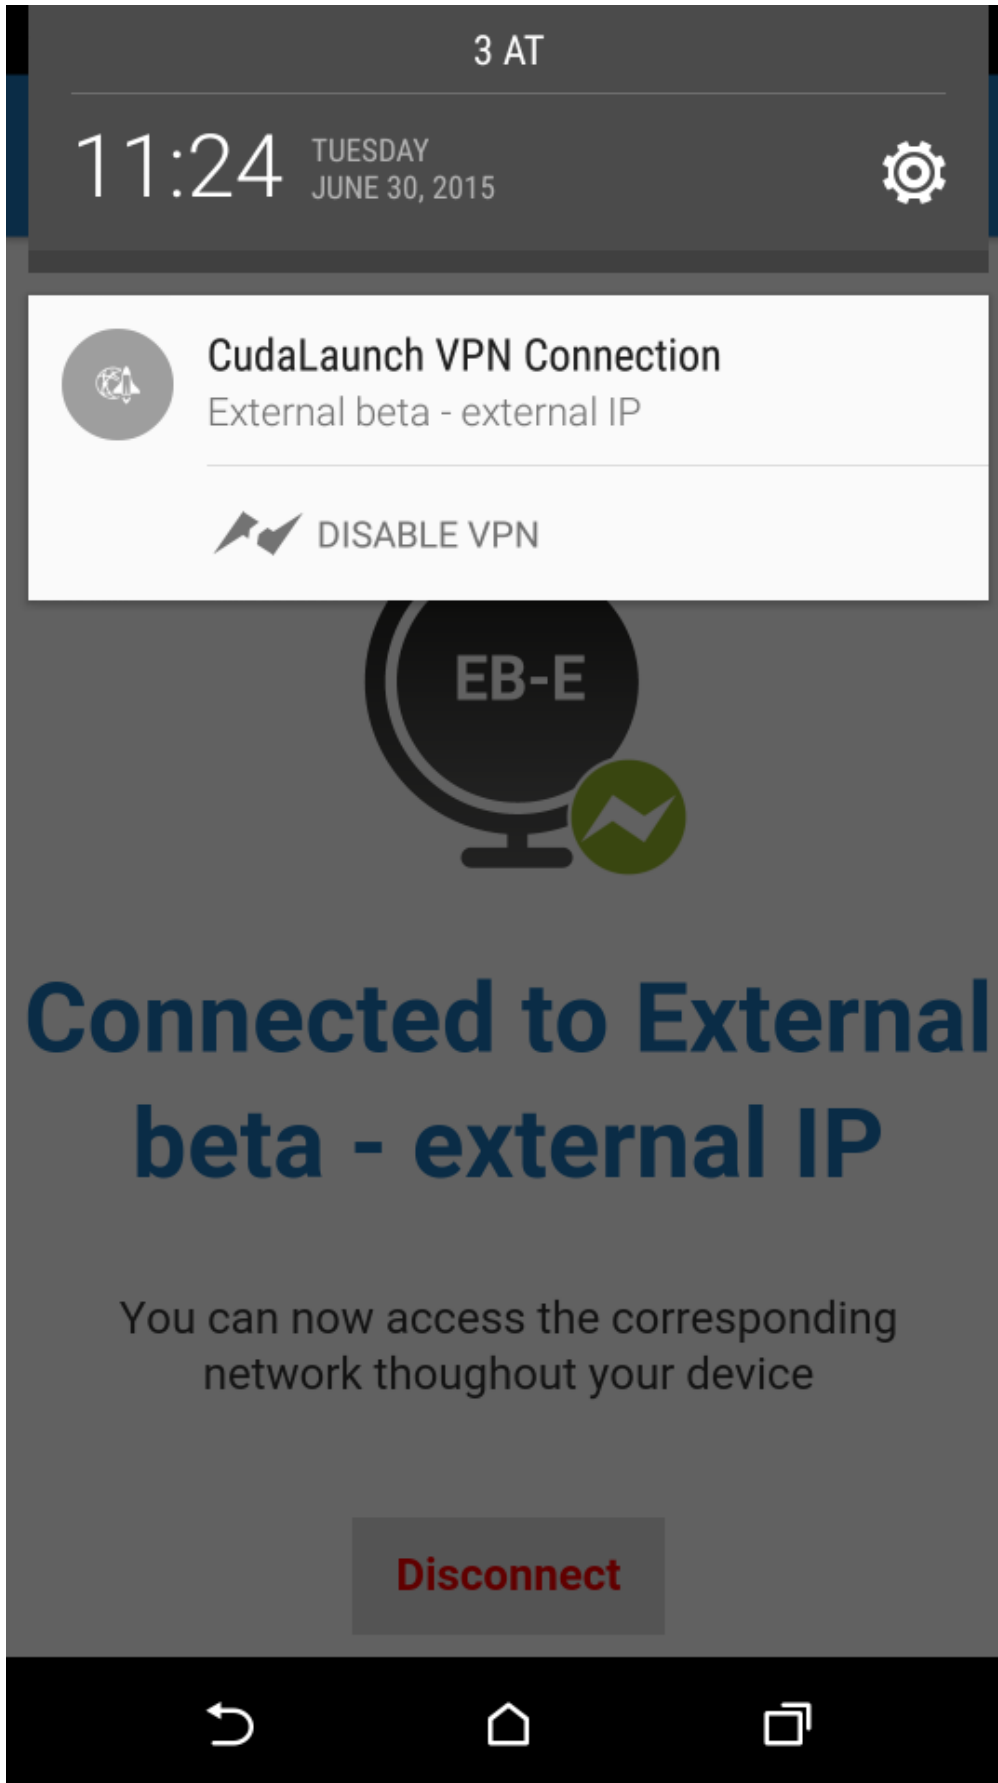 3 AT
11:24
TUESDAY
JUNE 30, 2015
CudaLaunch VPN Connection
External beta - external IP
DISABLE VPN
EB-E
Connected to External
beta - external IP
You can now access the corresponding
network thoughout your device
Disconnect